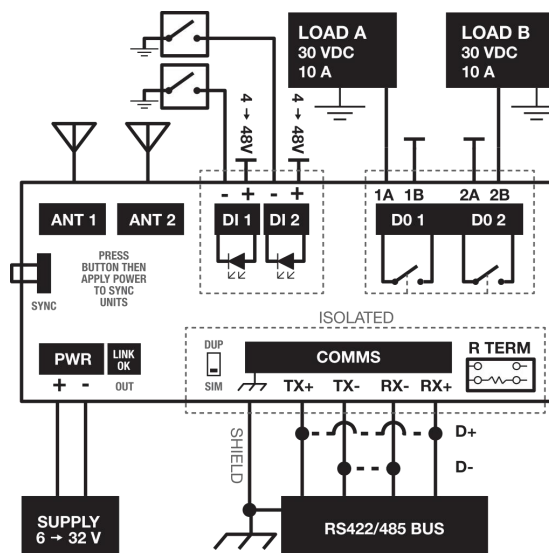 LOAD A
30 VDC
10 A
LOAD B
30 VDC
10 A
4 → 48V
4 → 48V
- + - +
1A 1B 2A 2B
ANT 1
ANT 2
DI 1
DI 2
D0 1
D0 2
PRESS
BUTTON THEN
APPLY POWER
TO SYNC
UNITS
SYNC
ISOLATED
PWR
LINK
OK
+ -
OUT
DUP
SIM
COMMS
R TERM
TX+ TX- RX- RX+
SHIELD
D+
D-
SUPPLY
6 → 32 V
RS422/485 BUS